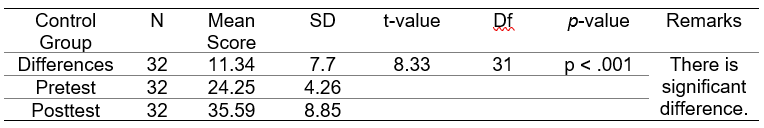 Control Group N Mean Score SD t-value Df p-value Remarks
Differences 32 11.34 7.7 8.33 31 p < .001 There is significant difference.
Pretest 32 24.25 4.26
Posttest 32 35.59 8.85